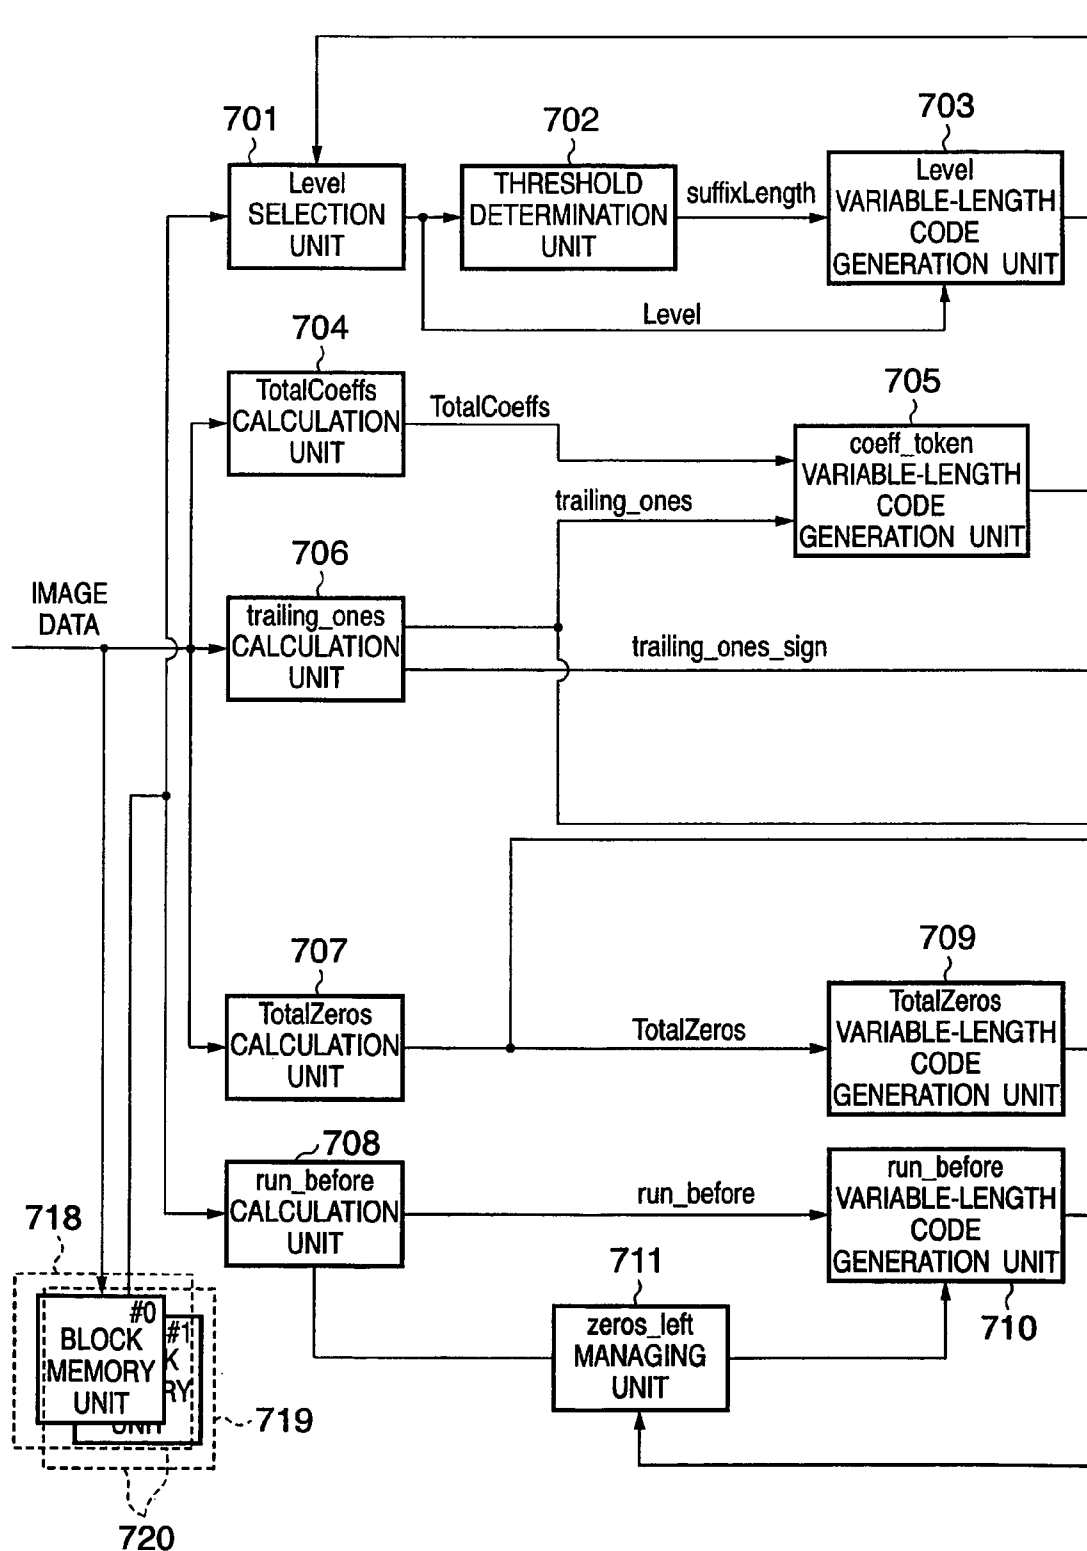 701
Level
SELECTION
UNIT
702
THRESHOLD
DETERMINATION
UNIT
suffixLength
703
Level
VARIABLE-LENGTH
CODE
GENERATION UNIT
Level
704
TotalCoeffs
CALCULATION
UNIT
TotalCoeffs
705
coeff_token
VARIABLE-LENGTH
CODE
GENERATION UNIT
trailing_ones
706
trailing_ones
CALCULATION
UNIT
IMAGE
DATA
trailing_ones_sign
707
TotalZeros
CALCULATION
UNIT
TotalZeros
709
TotalZeros
VARIABLE-LENGTH
CODE
GENERATION UNIT
708
run_before
CALCULATION
UNIT
run_before
run_before
VARIABLE-LENGTH
CODE
GENERATION UNIT
710
711
zeros_left
MANAGING
UNIT
718
#0
BLOCK
MEMORY
UNIT
#1
K
RY
UNIT
719
720